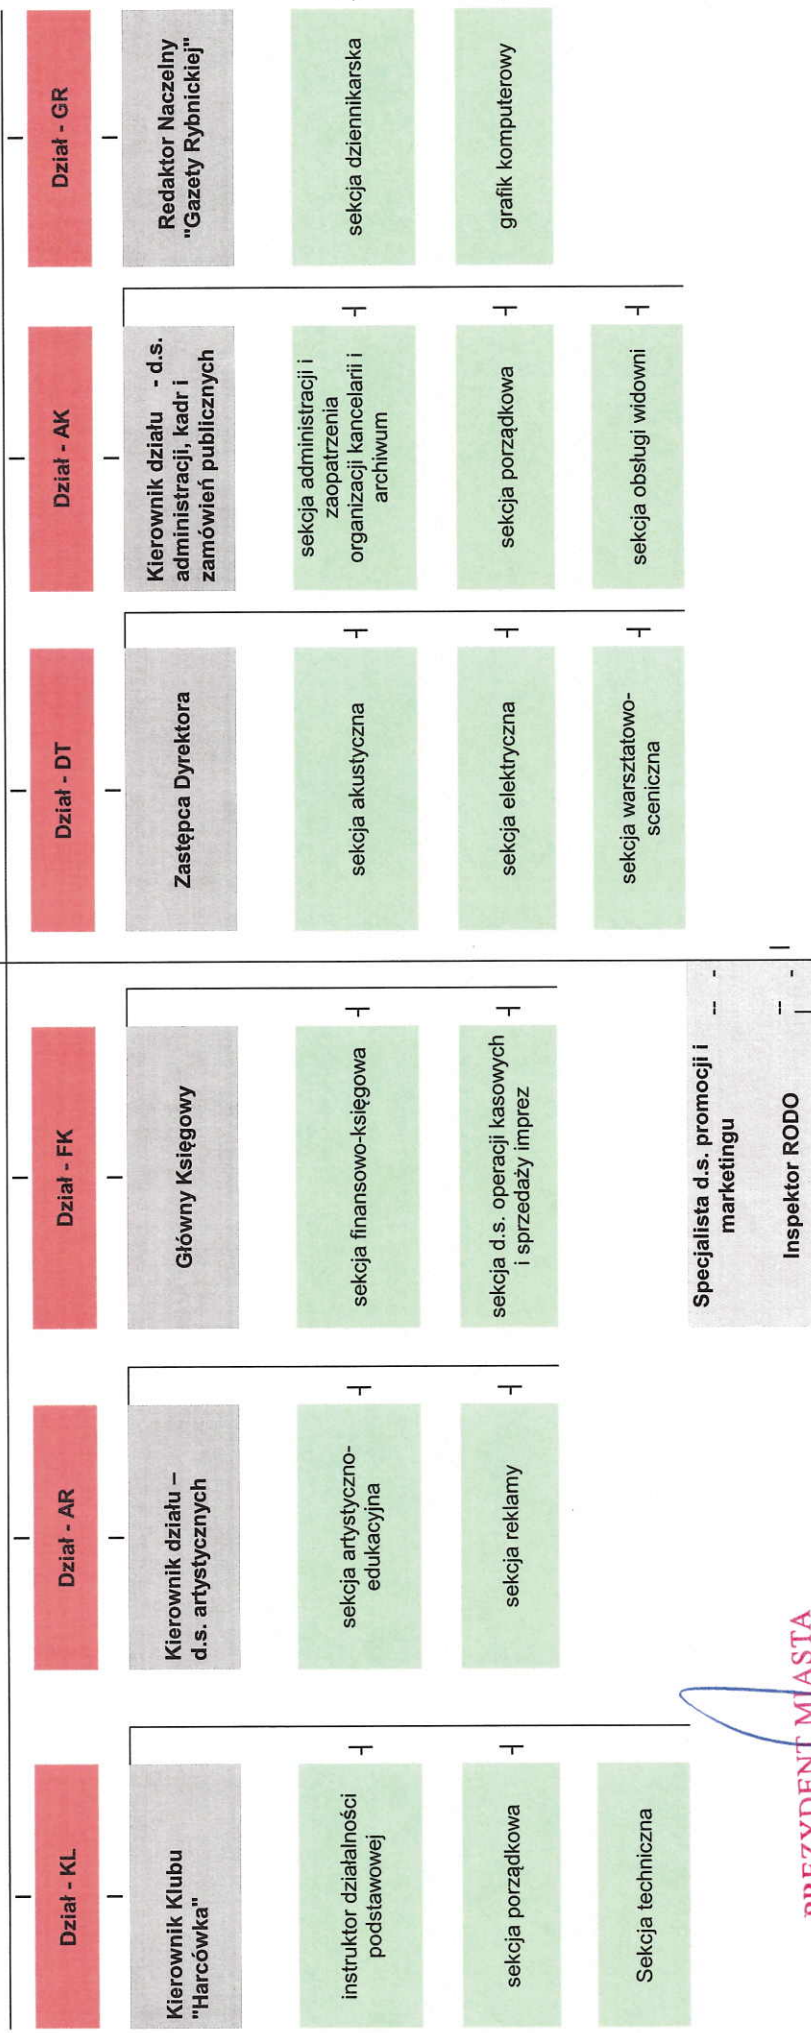 Dział - KL
Kierownik Klubu
"Harcówka"
instruktor działalności
podstawowej
sekcja porządkowa
Sekcja techniczna
Dział - AR
Kierownik działu –
d.s. artystycznych
sekcja artystyczno-
edukacyjna
sekcja reklamy
Dział - FK
Główny Księgowy
sekcja finansowo-księgowa
sekcja d.s. operacji kasowych
i sprzedaży imprez
Dział - DT
Zastępca Dyrektora
sekcja akustyczna
sekcja elektryczna
sekcja warsztatowo-
sceniczna
Dział - AK
Kierownik działu - d.s.
administracji, kadr i
zamówień publicznych
sekcja administracji i
zaopatrzenia
organizacji kancelarii i
archiwum
sekcja porządkowa
sekcja obsługi widowni
Dział - GR
Redaktor Naczelny
"Gazety Rybnickiej"
sekcja dziennikarska
grafik komputerowy
Specjalista d.s. promocji i
marketingu
Inspektor RODO
PREZYDENT MIASTA